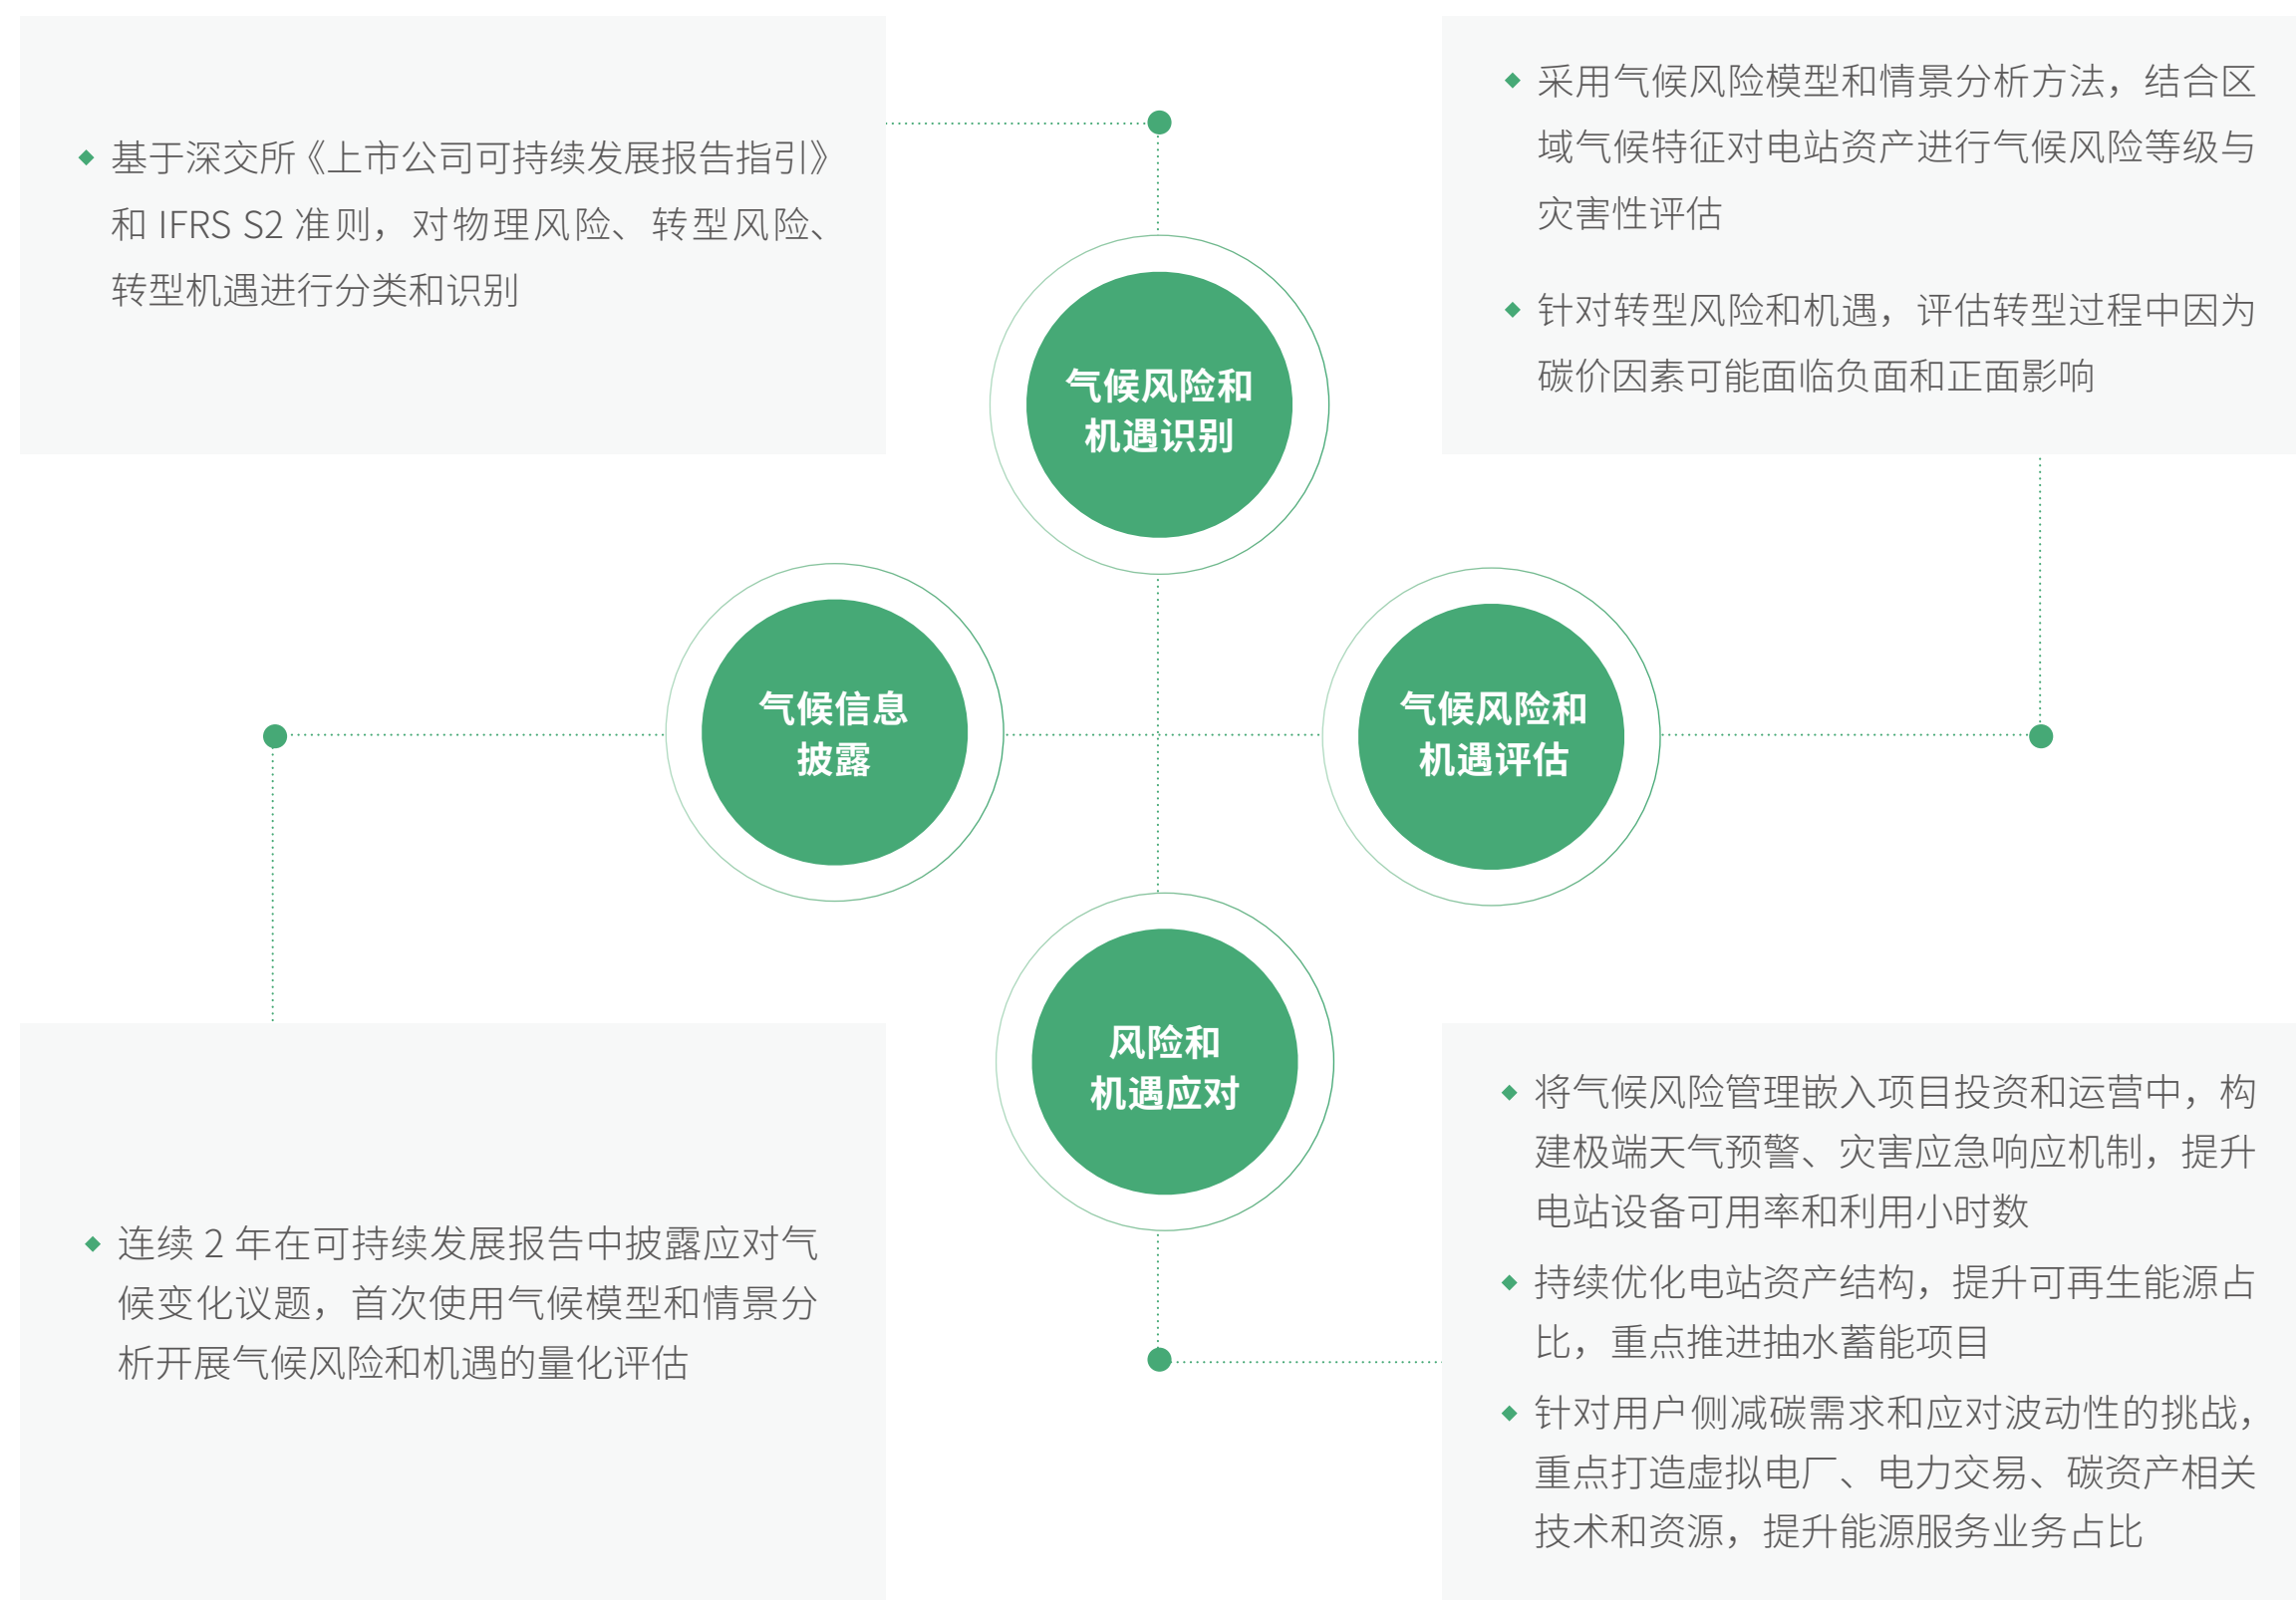 基于深交所《上市公司可持续发展报告指引》
和 IFRS S2 准则，对物理风险、转型风险、
转型机遇进行分类和识别
采用气候风险模型和情景分析方法，结合区
域气候特征对电站资产进行气候风险等级与
灾害性评估
针对转型风险和机遇，评估转型过程中因为
碳价因素可能面临负面和正面影响
气候风险和
机遇识别
气候信息
披露
气候风险和
机遇评估
风险和
机遇应对
连续 2 年在可持续发展报告中披露应对气
候变化议题，首次使用气候模型和情景分
析开展气候风险和机遇的量化评估
将气候风险管理嵌入项目投资和运营中，构
建极端天气预警、灾害应急响应机制，提升
电站设备可用率和利用小时数
持续优化电站资产结构，提升可再生能源占
比，重点推进抽水蓄能项目
针对用户侧减碳需求和应对波动性的挑战，
重点打造虚拟电厂、电力交易、碳资产相关
技术和资源，提升能源服务业务占比